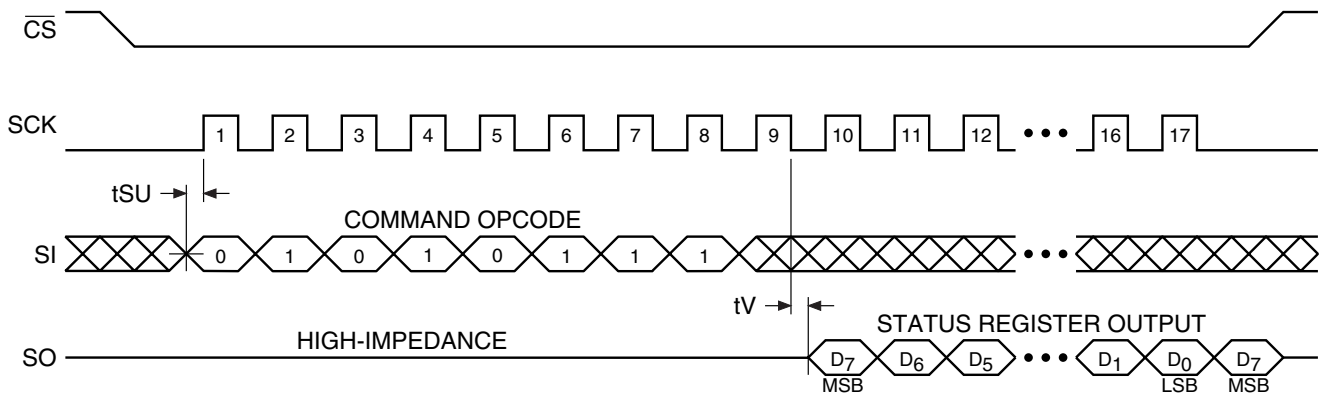 CS
SCK
1 2 3 4 5 6 7 8 9 10 11 12 ••• 16 17
tSU
COMMAND OPCODE
SI
0 1 0 1 0 1 1 1 •••
tV
HIGH-IMPEDANCE
STATUS REGISTER OUTPUT
SO
D7 D6 D5 ••• D1 D0 D7
MSB LSB MSB